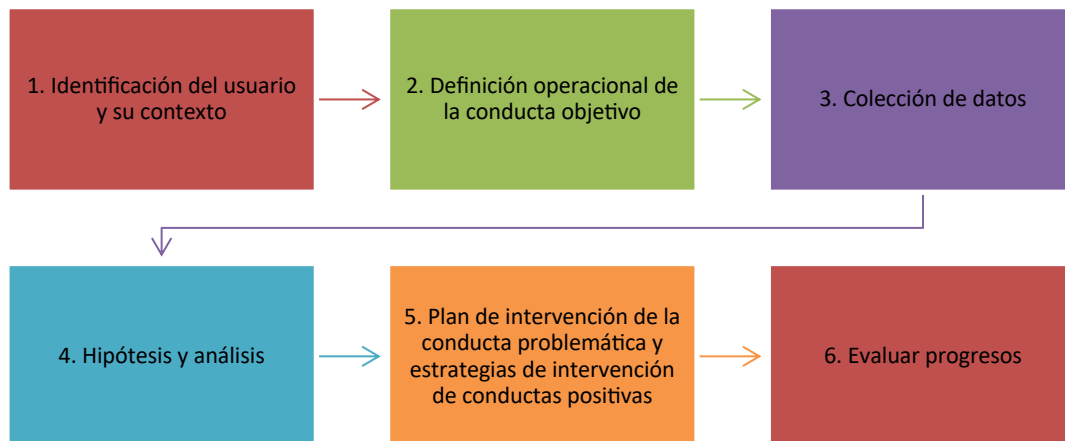 1. Identificación del usuario
y su contexto
2. Definición operacional de
la conducta objetivo
3. Colección de datos
4. Hipótesis y análisis
5. Plan de intervención de la
conducta problemática y
estrategias de intervención
de conductas positivas
6. Evaluar progresos